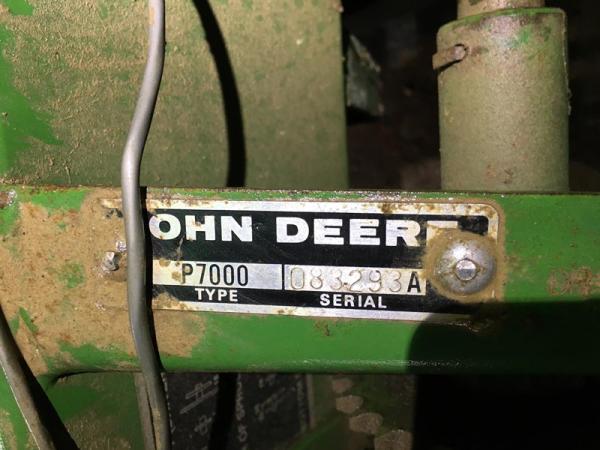 OHN DEERE
P7000 083293A
TYPE SERIAL